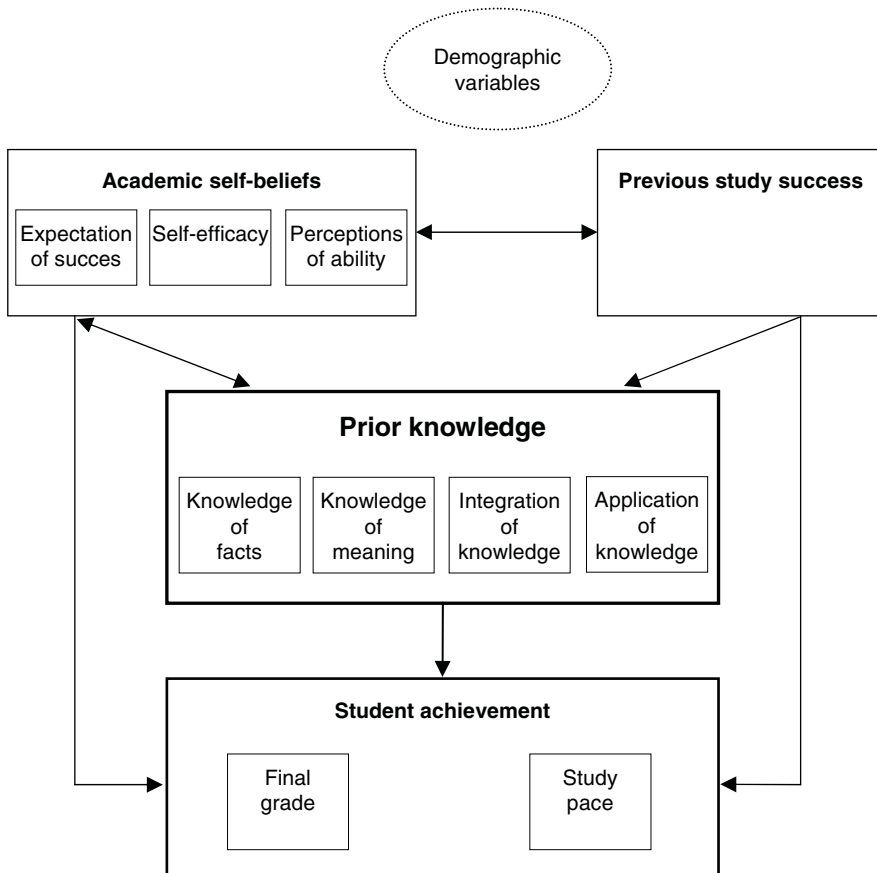 Demographic
variables
Academic self-beliefs
Expectation
of succes
Self-efficacy
Perceptions
of ability
Previous study success
Prior knowledge
Knowledge
of
facts
Knowledge
of
meaning
Integration
of
knowledge
Application
of
knowledge
Student achievement
Final
grade
Study
pace